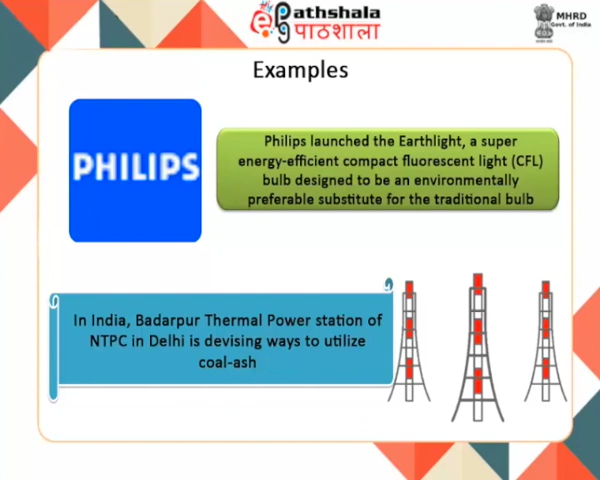 ePathshala
पाठशाला
MHRD
Govt. of India
Examples
PHILIPS
Philips launched the Earthlight, a super
energy-efficient compact fluorescent light (CFL)
bulb designed to be an environmentally
preferable substitute for the traditional bulb
In India, Badarpur Thermal Power station of
NTPC in Delhi is devising ways to utilize
coal-ash